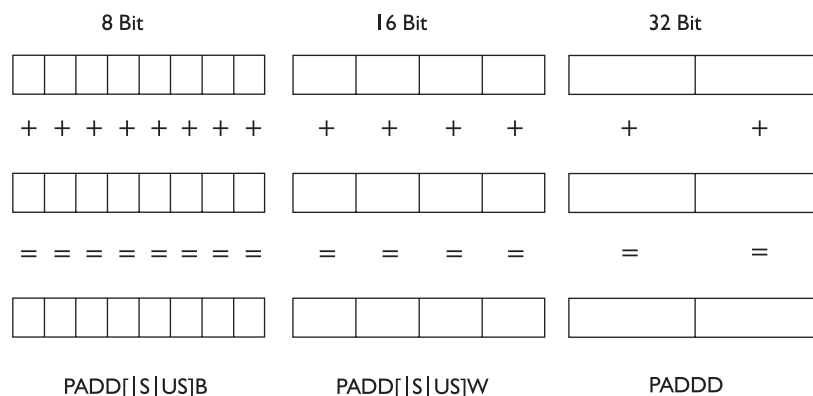 8 Bit 16 Bit 32 Bit
+ + + + + + + + + + + + + +
= = = = = = = = = = = = = =
PADD[|S|US]B PADD[|S|US]W PADDD